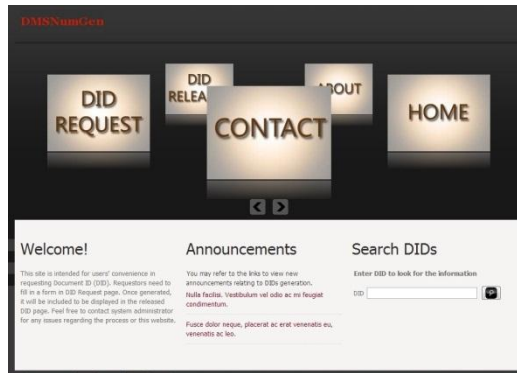 DMSNumGen
DID
REQUEST
DID
RELEA
CONTACT
ABOUT
HOME
Welcome!
This site is intended for users' convenience in
requesting Document ID (DID). Requestors need to
fill in a form in DID Request page. Once generated,
it will be included to be displayed in the released
DID page. Feel free to contact system administrator
for any issues regarding the process or this website.
Announcements
You may refer to the links to view new
announcements relating to DIDs generation.
Nulla facilisi. Vestibulum vel odio ac mi feugiat
condimentum.
Fusce dolor neque, placerat ac erat venenatis eu,
venenatis ac leo.
Search DIDs
Enter DID to look for the information
DID